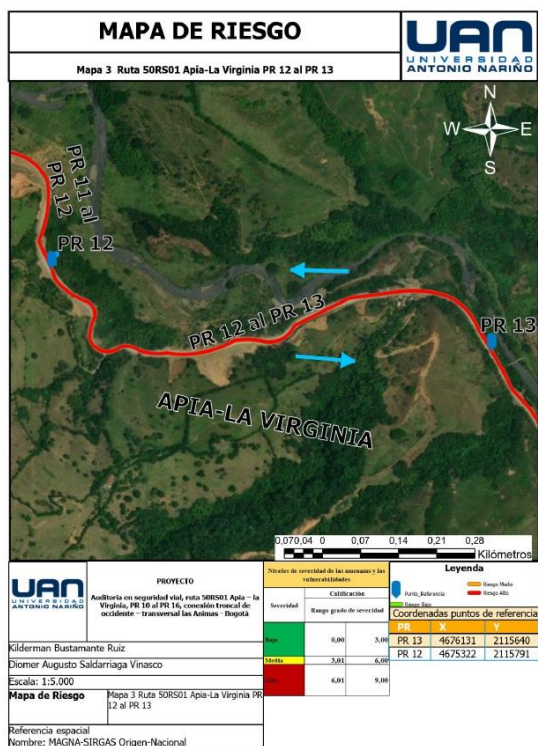 MAPA DE RIESGO
Mapa 3 Ruta 50RS01 Apia-La Virginia PR 12 al PR 13
UAN
UNIVERSIDAD
ANTONIO NARIÑO
N
W E
S
PR 11 al
PR 12
PR 12
PR 12 al PR 13
PR 13
APIA-LA VIRGINIA
0,070,04 0 0,07 0,14 0,21 0,28
Kilómetros
UAN
UNIVERSIDAD
ANTONIO NARIÑO
PROYECTO
Auditoria en seguridad vial, ruta 50RS01 Apia – la
Virginia, PR 10 al PR 16, conexión troncal de
occidente – transversal las Animas - Bogotá
Kilderman Bustamante Ruiz
Diomer Augusto Saldarriaga Vinasco
Escala: 1:5.000
Mapa de Riesgo
Mapa 3 Ruta 50RS01 Apia-La Virginia PR
12 al PR 13
Referencia espacial
Nombre: MAGNA-SIRGAS Origen-Nacional
Niveles de severidad de las amenazas y las
vulnerabilidades
Severidad
Calificación
Rango grado de severidad
Bajo 0,00 3,00
Media 3,01 6,00
6,01 9,00
Leyenda
Punto_Referencia
Riesgo Medio
Riesgo Bajo
Riesgo Alto
Coordenadas puntos de referencia
PR X Y
PR 13 4676131 2115640
PR 12 4675322 2115791